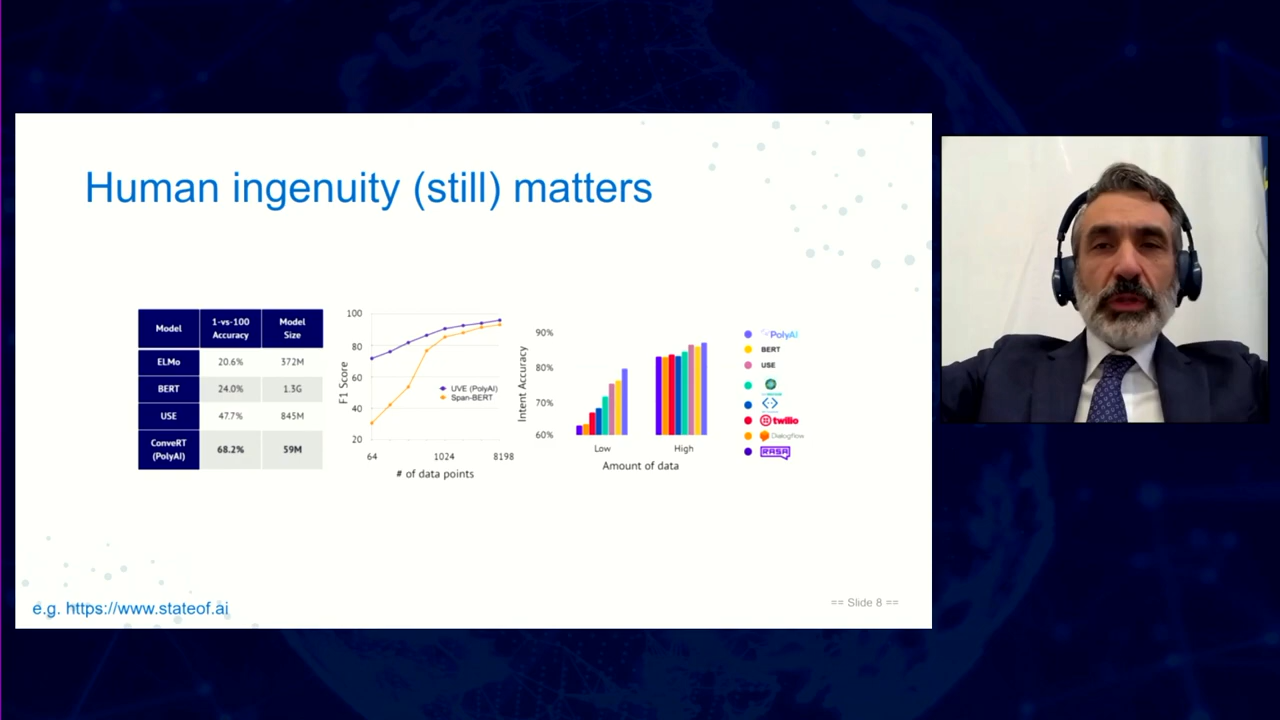 Human ingenuity (still) matters
Model 1-vs-100 Accuracy Model Size
ELMo 20.6% 372M
BERT 24.0% 1.3G
USE 47.7% 845M
ConveRT (PolyAI) 68.2% 59M
F1 Score
100
80
60
40
20
64 1024 8198
# of data points
UVE (PolyAI)
Span-BERT
Intent Accuracy
90%
80%
70%
60%
Low High
Amount of data
PolyAI
BERT
USE
twilio
Dialogflow
RASA
e.g. https://www.stateof.ai
== Slide 8 ==